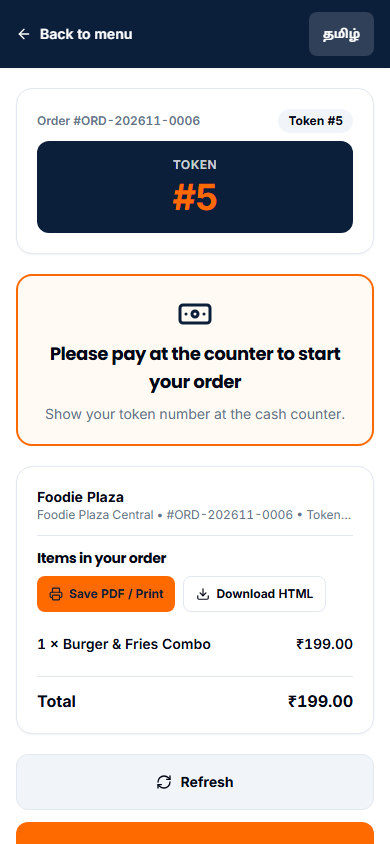 Back to menu
தமிழ்
Order #ORD-202611-0006
Token #5
TOKEN
#5
Please pay at the counter to start
your order
Show your token number at the cash counter.
Foodie Plaza
Foodie Plaza Central • #ORD-202611-0006 • Token...
Items in your order
Save PDF / Print
Download HTML
1 × Burger & Fries Combo
₹199.00
Total
₹199.00
Refresh